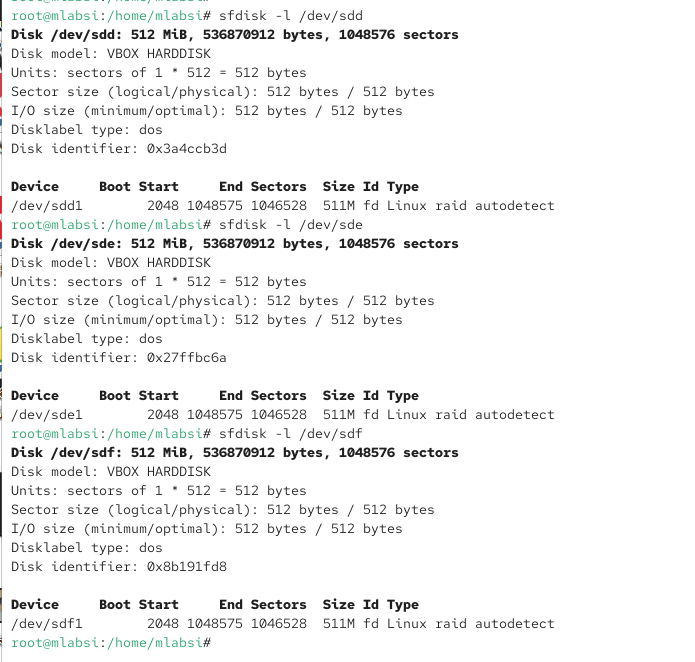 root@mlabsi:/home/mlabsi# sfdisk -l /dev/sdd
Disk /dev/sdd: 512 MiB, 536870912 bytes, 1048576 sectors
Disk model: VBOX HARDDISK
Units: sectors of 1 * 512 = 512 bytes
Sector size (logical/physical): 512 bytes / 512 bytes
I/O size (minimum/optimal): 512 bytes / 512 bytes
Disklabel type: dos
Disk identifier: 0x3a4ccb3d
Device     Boot Start     End Sectors  Size Id Type
/dev/sdd1        2048 1048575 1046528  511M fd Linux raid autodetect
root@mlabsi:/home/mlabsi# sfdisk -l /dev/sde
Disk /dev/sde: 512 MiB, 536870912 bytes, 1048576 sectors
Disk model: VBOX HARDDISK
Units: sectors of 1 * 512 = 512 bytes
Sector size (logical/physical): 512 bytes / 512 bytes
I/O size (minimum/optimal): 512 bytes / 512 bytes
Disklabel type: dos
Disk identifier: 0x27ffbc6a
Device     Boot Start     End Sectors  Size Id Type
/dev/sde1        2048 1048575 1046528  511M fd Linux raid autodetect
root@mlabsi:/home/mlabsi# sfdisk -l /dev/sdf
Disk /dev/sdf: 512 MiB, 536870912 bytes, 1048576 sectors
Disk model: VBOX HARDDISK
Units: sectors of 1 * 512 = 512 bytes
Sector size (logical/physical): 512 bytes / 512 bytes
I/O size (minimum/optimal): 512 bytes / 512 bytes
Disklabel type: dos
Disk identifier: 0x8b191fd8
Device     Boot Start     End Sectors  Size Id Type
/dev/sdf1        2048 1048575 1046528  511M fd Linux raid autodetect
root@mlabsi:/home/mlabsi#